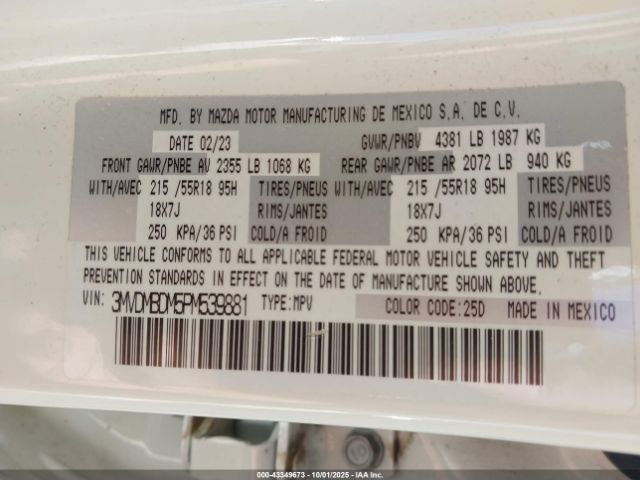 MFD. BY MAZDA MOTOR MANUFACTURING DE MEXICO S.A. DE C.V.
DATE 02/23 GVWR/PNBV 4381 LB 1987 KG
FRONT GAWR/PNBE AV 2355 LB 1068 KG REAR GAWR/PNBE AR 2072 LB 940 KG
WITH/AVEC 215 /55R18 95H TIRES/PNEUS WITH/AVEC 215 /55R18 95H TIRES/PNEUS
18X7J RIMS/JANTES 18X7J RIMS/JANTES
250 KPA/36 PSI COLD/A FROID 250 KPA/36 PSI COLD/A FROID
THIS VEHICLE CONFORMS TO ALL APPLICABLE FEDERAL MOTOR VEHICLE SAFETY AND THEFT
PREVENTION STANDARDS IN EFFECT ON THE DATE OF MANUFACTURE SHOWN ABOVE.
VIN: 3MVDMBDM5PM539881 TYPE:MPV COLOR CODE:25D MADE IN MEXICO
000-43349673 - 10/01/2025 - IAAI.com